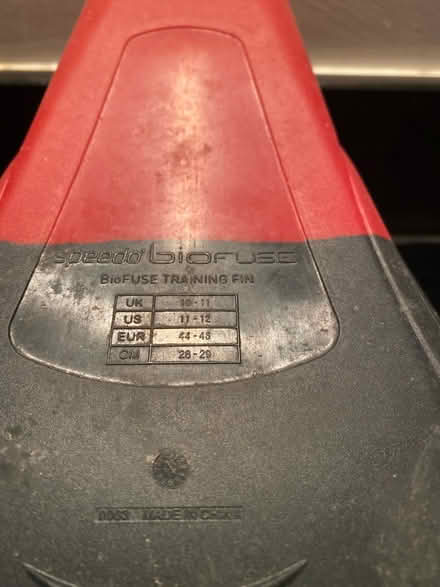 speedo biofuse
BioFUSE TRAINING FIN
UK 10 - 11
US 11 - 12
EUR 44 - 46
CM 28 - 29
MADE IN CHINA